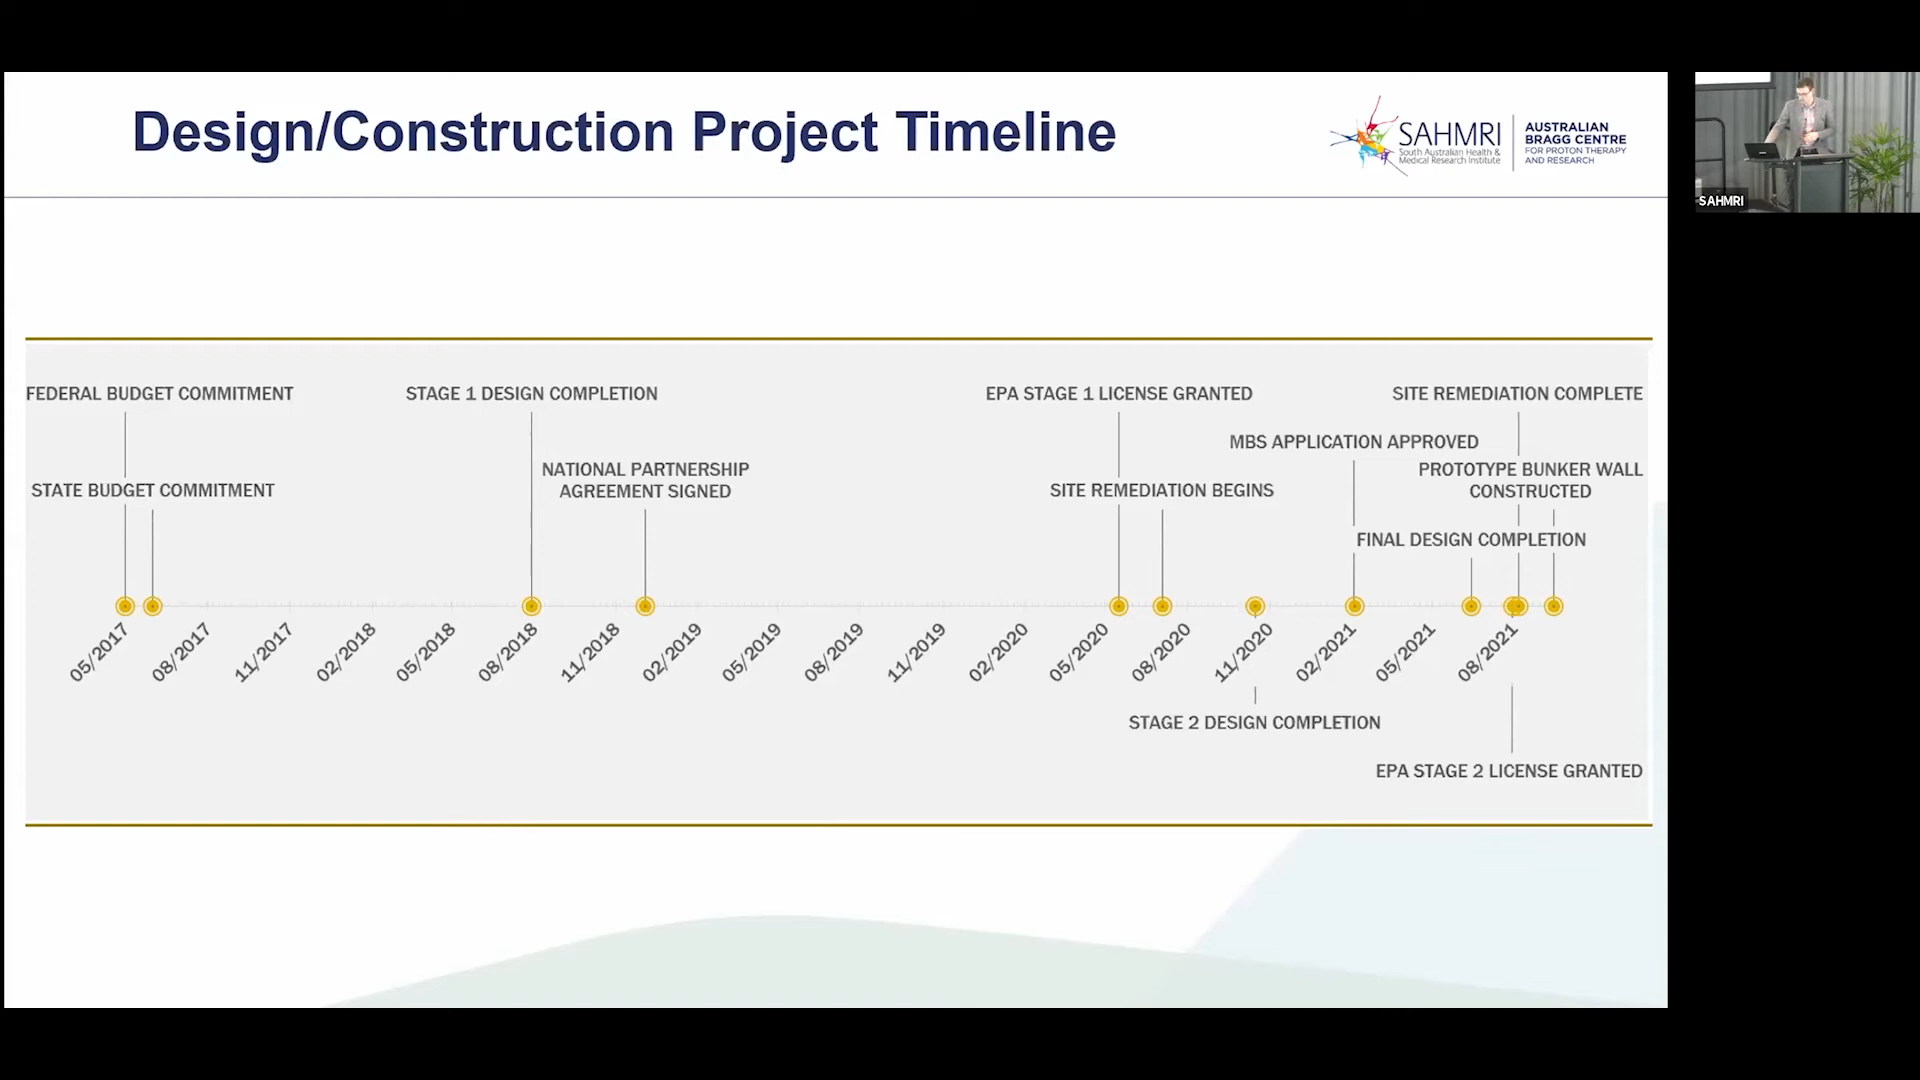 Design/Construction Project Timeline
SAHMRI
South Australian Health &
Medical Research Institute
AUSTRALIAN
BRAGG CENTRE
FOR PROTON THERAPY
AND RESEARCH
SAHMRI
FEDERAL BUDGET COMMITMENT
STAGE 1 DESIGN COMPLETION
EPA STAGE 1 LICENSE GRANTED
SITE REMEDIATION COMPLETE
MBS APPLICATION APPROVED
STATE BUDGET COMMITMENT
NATIONAL PARTNERSHIP
AGREEMENT SIGNED
SITE REMEDIATION BEGINS
PROTOTYPE BUNKER WALL
CONSTRUCTED
FINAL DESIGN COMPLETION
05/2017
08/2017
11/2017
02/2018
05/2018
08/2018
11/2018
02/2019
05/2019
08/2019
11/2019
02/2020
05/2020
08/2020
11/2020
02/2021
05/2021
08/2021
STAGE 2 DESIGN COMPLETION
EPA STAGE 2 LICENSE GRANTED